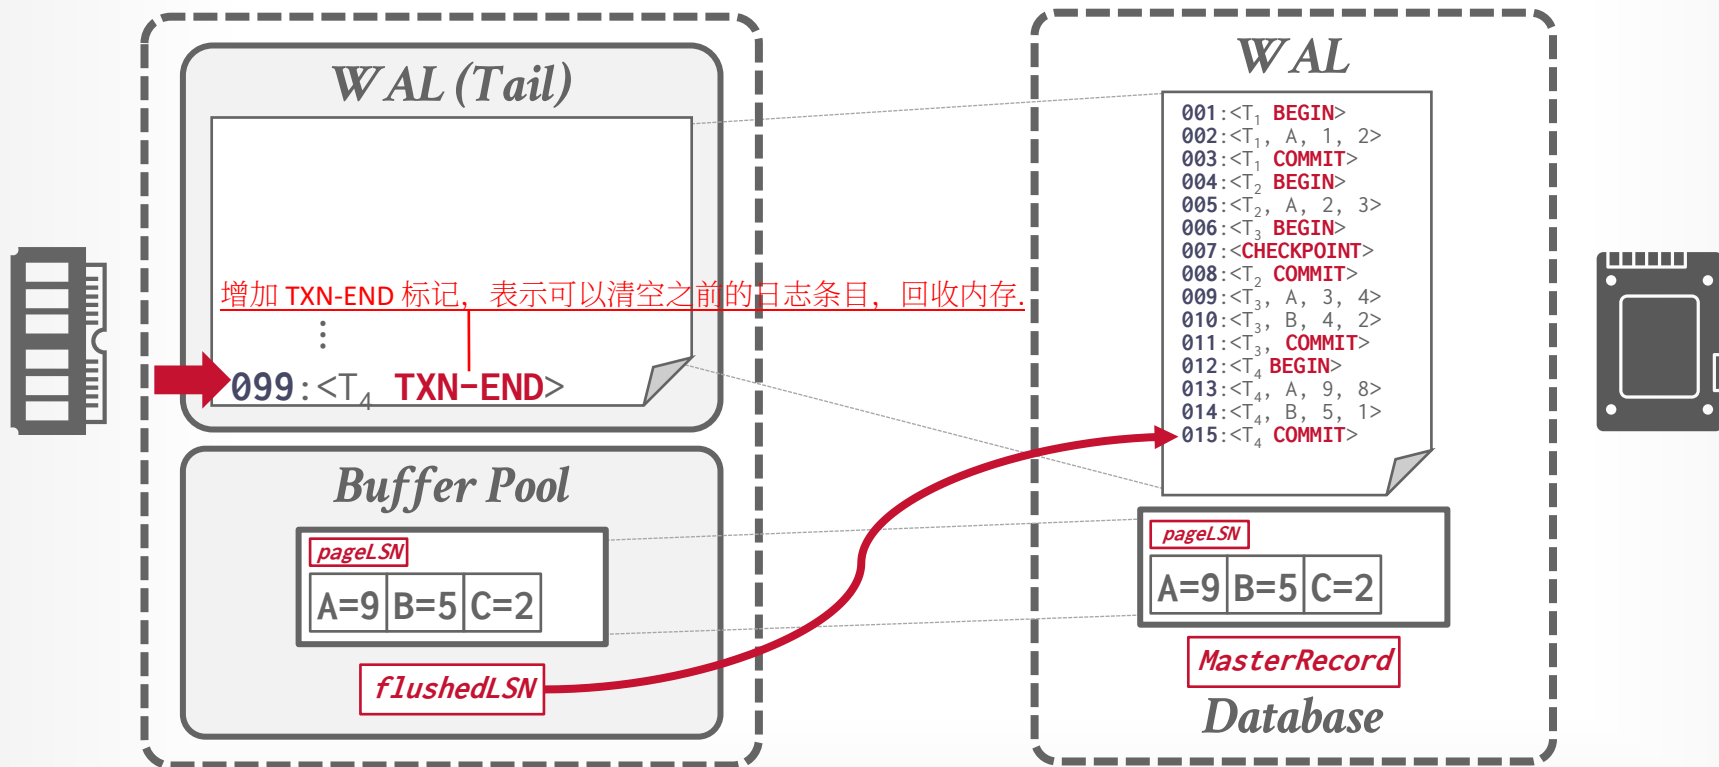 WAL (Tail)
增加 TXN-END 标记，表示可以清空之前的日志条目，回收内存.
⋮
099:<T4 TXN-END>
Buffer Pool
pageLSN
A=9 B=5 C=2
flushedLSN
WAL
001:<T1 BEGIN>
002:<T1, A, 1, 2>
003:<T1 COMMIT>
004:<T2 BEGIN>
005:<T2, A, 2, 3>
006:<T3 BEGIN>
007:<CHECKPOINT>
008:<T2 COMMIT>
009:<T3, A, 3, 4>
010:<T3, B, 4, 2>
011:<T3, COMMIT>
012:<T4 BEGIN>
013:<T4, A, 9, 8>
014:<T4, B, 5, 1>
015:<T4 COMMIT>
pageLSN
A=9 B=5 C=2
MasterRecord
Database